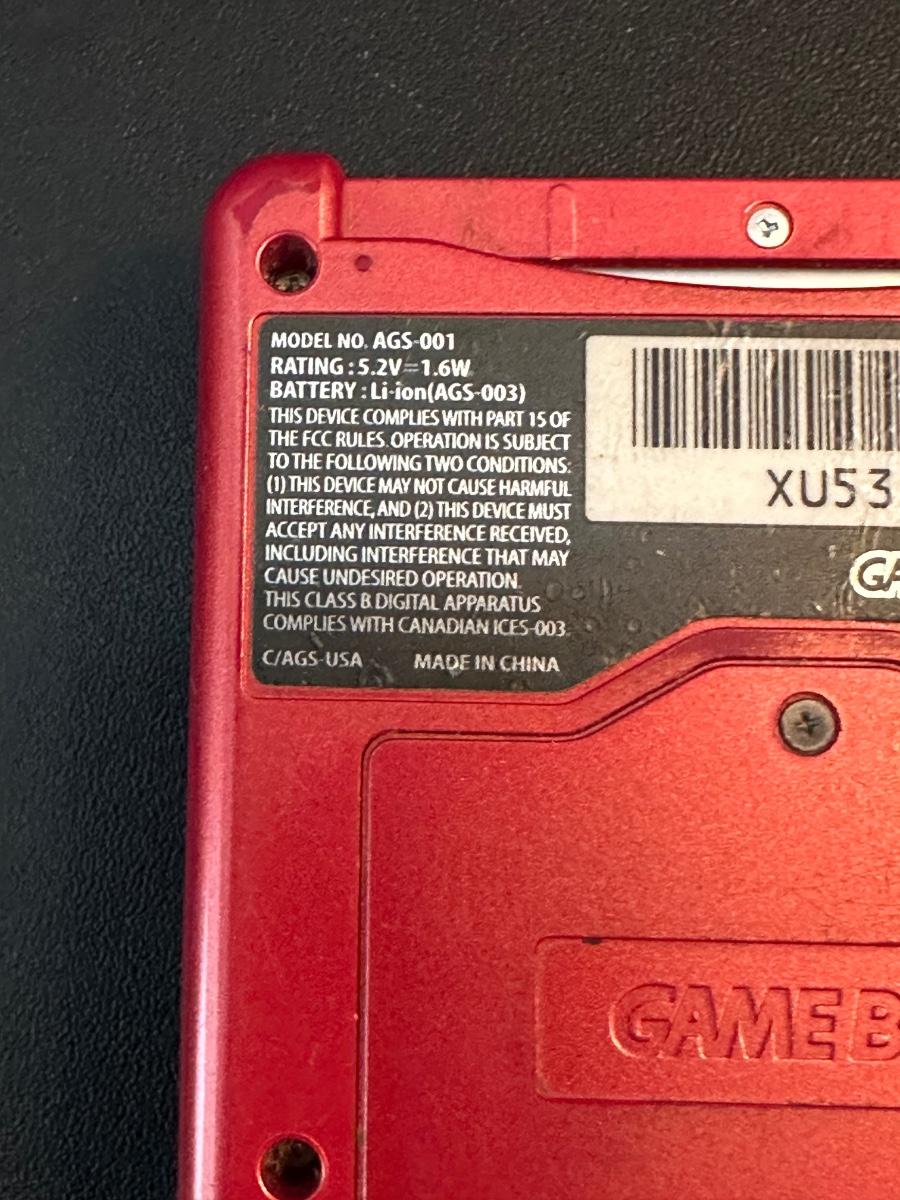 MODEL NO. AGS-001
RATING : 5.2V⎓1.6W
BATTERY : Li-ion(AGS-003)
THIS DEVICE COMPLIES WITH PART 15 OF
THE FCC RULES. OPERATION IS SUBJECT
TO THE FOLLOWING TWO CONDITIONS:
(1) THIS DEVICE MAY NOT CAUSE HARMFUL
INTERFERENCE, AND (2) THIS DEVICE MUST
ACCEPT ANY INTERFERENCE RECEIVED,
INCLUDING INTERFERENCE THAT MAY
CAUSE UNDESIRED OPERATION.
THIS CLASS B DIGITAL APPARATUS
COMPLIES WITH CANADIAN ICES-003.
C/AGS-USA MADE IN CHINA
XU53
GA
GAME B